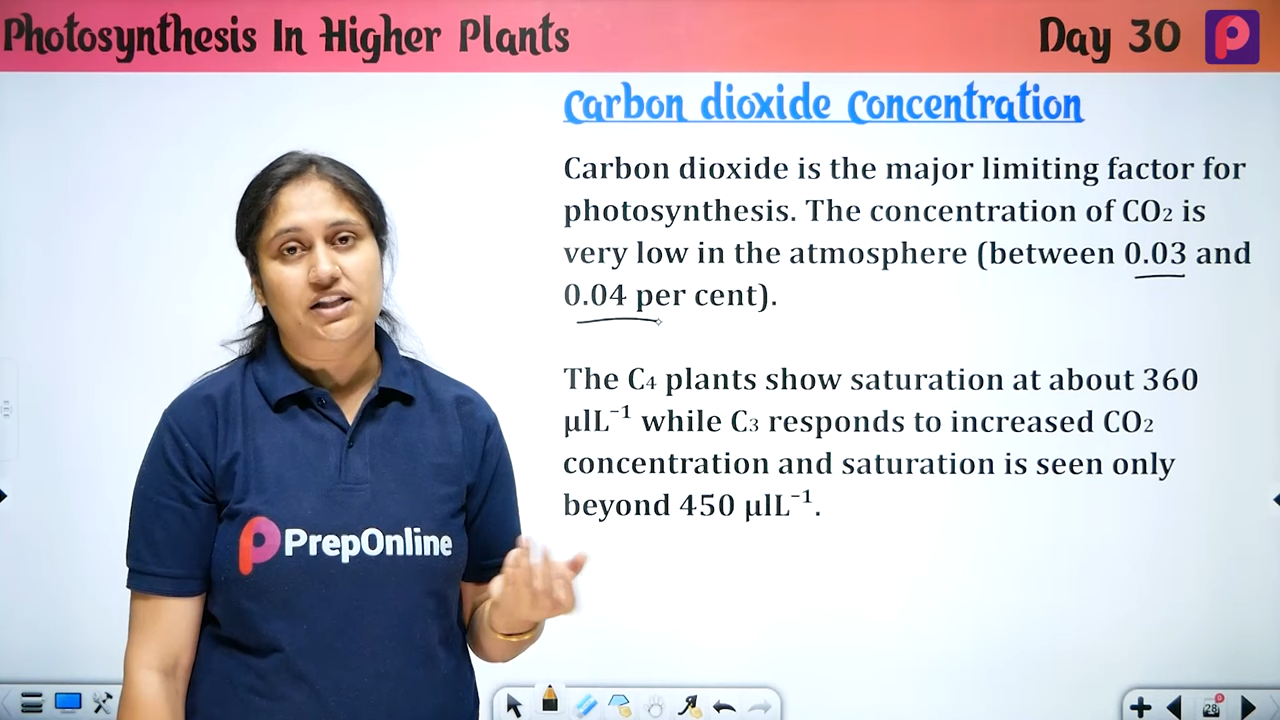 Photosynthesis In Higher Plants
Day 30
Carbon dioxide Concentration
Carbon dioxide is the major limiting factor for
photosynthesis. The concentration of CO₂ is
very low in the atmosphere (between 0.03 and
0.04 per cent).
The C₄ plants show saturation at about 360
µlL⁻¹ while C₃ responds to increased CO₂
concentration and saturation is seen only
beyond 450 µlL⁻¹.
PrepOnline
28